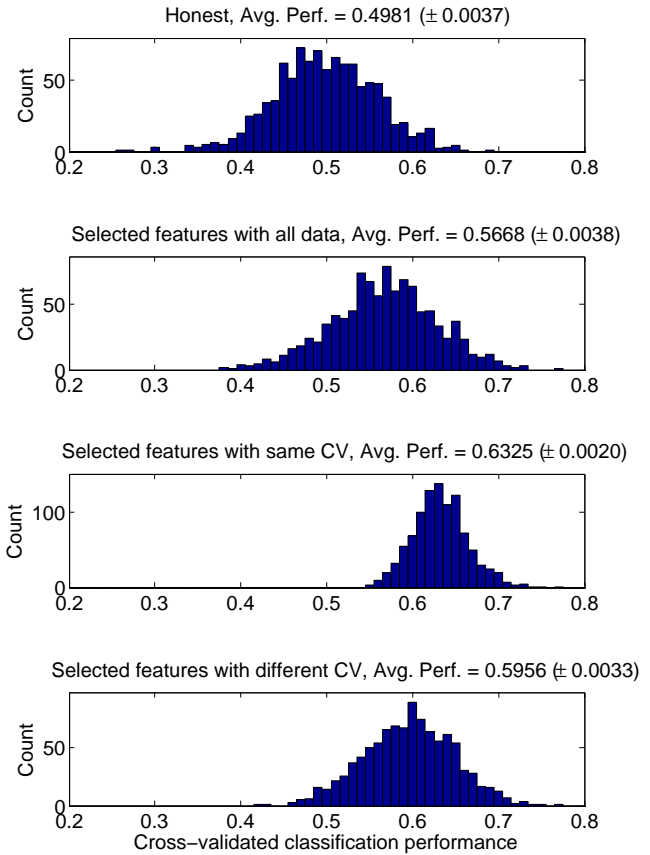 Honest, Avg. Perf. = 0.4981 (± 0.0037)
Count
50
0
0.2 0.3 0.4 0.5 0.6 0.7 0.8
Selected features with all data, Avg. Perf. = 0.5668 (± 0.0038)
Count
50
0
0.2 0.3 0.4 0.5 0.6 0.7 0.8
Selected features with same CV, Avg. Perf. = 0.6325 (± 0.0020)
Count
100
0
0.2 0.3 0.4 0.5 0.6 0.7 0.8
Selected features with different CV, Avg. Perf. = 0.5956 (± 0.0033)
Count
50
0
0.2 0.3 0.4 0.5 0.6 0.7 0.8
Cross−validated classification performance